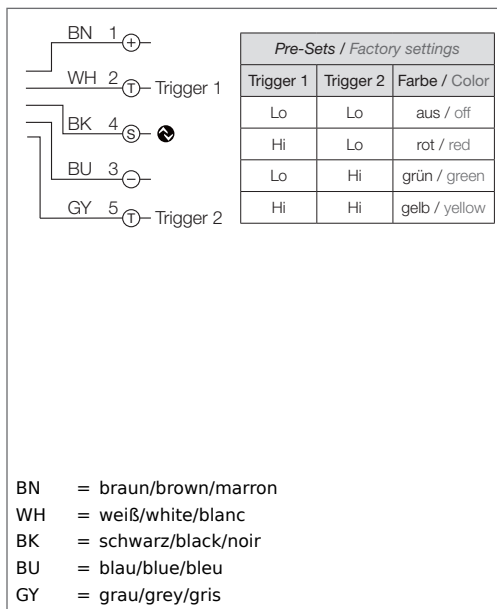 BN 1 +
WH 2 T Trigger 1
BK 4 S
BU 3 −
GY 5 T Trigger 2
Pre-Sets / Factory settings
Trigger 1 Trigger 2 Farbe / Color
Lo Lo aus / off
Hi Lo rot / red
Lo Hi grün / green
Hi Hi gelb / yellow
BN = braun/brown/marron
WH = weiß/white/blanc
BK = schwarz/black/noir
BU = blau/blue/bleu
GY = grau/grey/gris